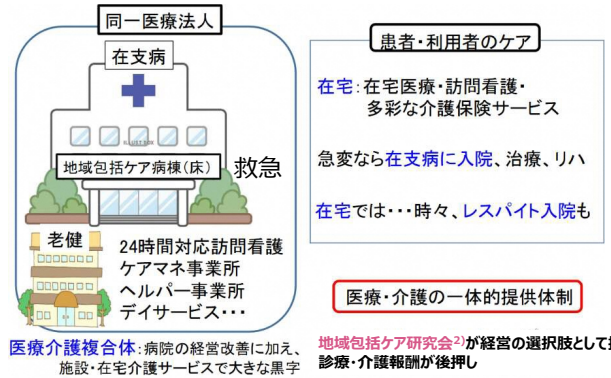 同一医療法人
在支病
地域包括ケア病棟(床)
救急
老健
24時間対応訪問看護
ケアマネ事業所
ヘルパー事業所
デイサービス・・・
医療介護複合体:病院の経営改善に加え、
施設・在宅介護サービスで大きな黒字
患者・利用者のケア
在宅:在宅医療・訪問看護・
多彩な介護保険サービス
急変なら在支病に入院、治療、リハ
在宅では・・・時々、レスパイト入院も
医療・介護の一体的提供体制
地域包括ケア研究会2)が経営の選択肢として
診療・介護報酬が後押し